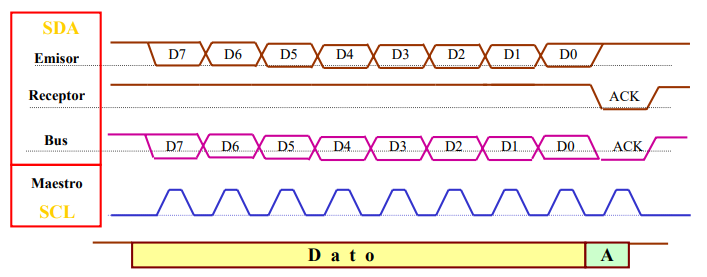 SDA
Emisor D7 D6 D5 D4 D3 D2 D1 D0
Receptor ACK
Bus D7 D6 D5 D4 D3 D2 D1 D0 ACK
Maestro
SCL
Dato A